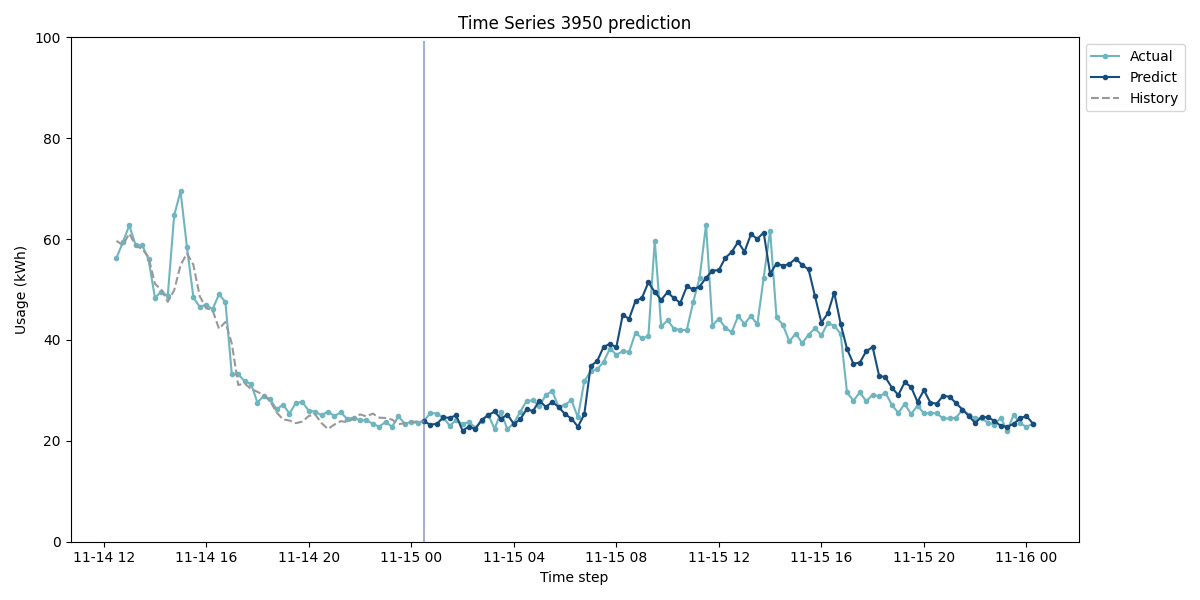 Time Series 3950 prediction
100
80
60
40
20
0
Usage (kWh)
11-14 12
11-14 16
11-14 20
11-15 00
11-15 04
11-15 08
11-15 12
11-15 16
11-15 20
11-16 00
Time step
Actual
Predict
History